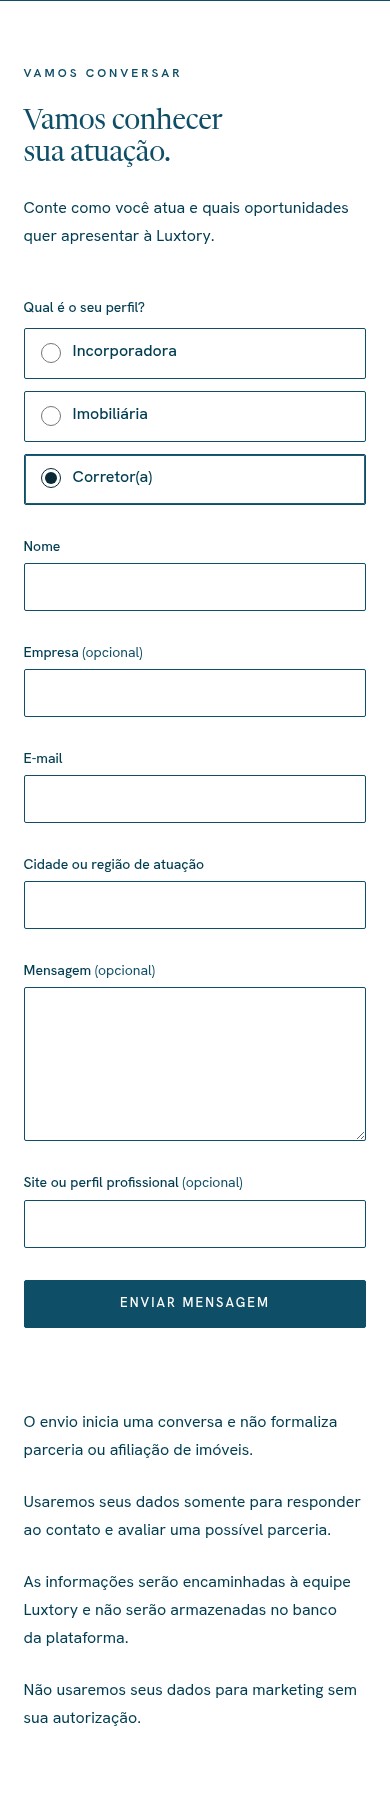 VAMOS CONVERSAR
Vamos conhecer
sua atuação.
Conte como você atua e quais oportunidades
quer apresentar à Luxtory.
Qual é o seu perfil?
Incorporadora
Imobiliária
Corretor(a)
Nome
Empresa (opcional)
E-mail
Cidade ou região de atuação
Mensagem (opcional)
Site ou perfil profissional (opcional)
ENVIAR MENSAGEM
O envio inicia uma conversa e não formaliza
parceria ou afiliação de imóveis.
Usaremos seus dados somente para responder
ao contato e avaliar uma possível parceria.
As informações serão encaminhadas à equipe
Luxtory e não serão armazenadas no banco
da plataforma.
Não usaremos seus dados para marketing sem
sua autorização.